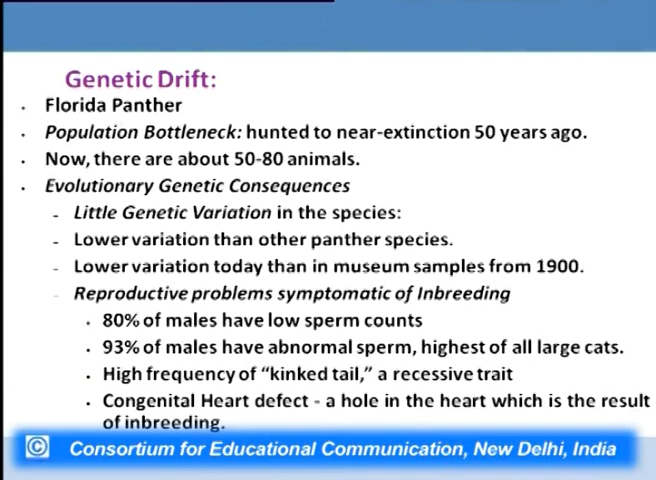 Genetic Drift:
• Florida Panther
• Population Bottleneck: hunted to near-extinction 50 years ago.
• Now, there are about 50-80 animals.
• Evolutionary Genetic Consequences
– Little Genetic Variation in the species:
– Lower variation than other panther species.
– Lower variation today than in museum samples from 1900.
– Reproductive problems symptomatic of Inbreeding
• 80% of males have low sperm counts
• 93% of males have abnormal sperm, highest of all large cats.
• High frequency of “kinked tail,” a recessive trait
• Congenital Heart defect - a hole in the heart which is the result
of inbreeding.
© Consortium for Educational Communication, New Delhi, India